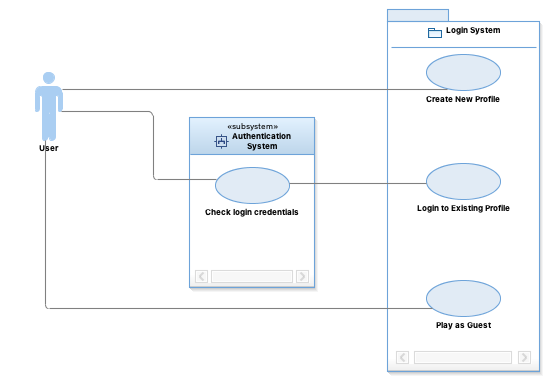 Login System
Create New Profile
User
«subsystem»
Authentication
System
Check login credentials
Login to Existing Profile
Play as Guest